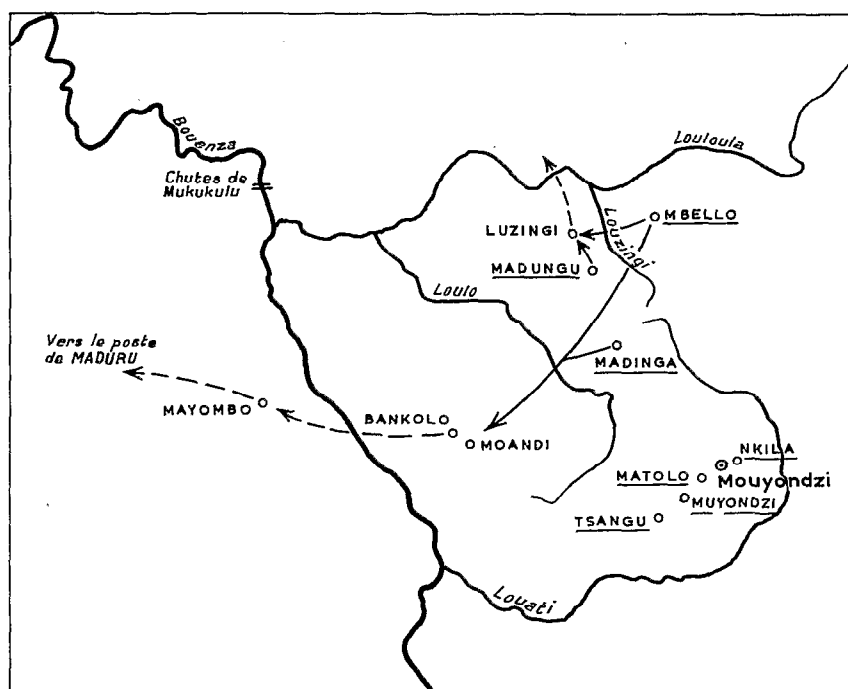 Bouenza
Louloula
Chutes de
Mukukulu
Louzingi
MBELLO
LUZINGI
MADUNGU
Loulo
Vers le poste
de MADURU
MADINGA
MAYOMBO
BANKOLO
MOANDI
NKILA
Mouyondzi
MATOLO
MUYONDZI
TSANGU
Louati